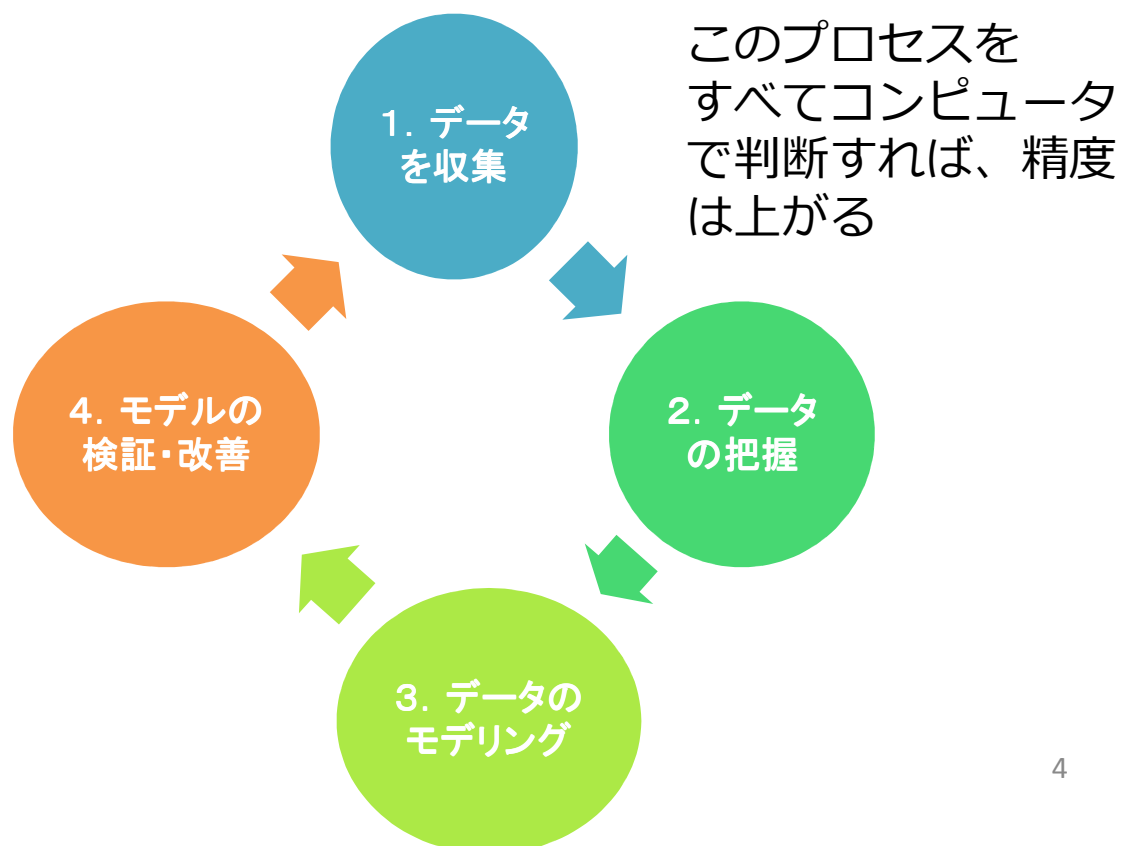 このプロセスを
すべてコンピュータ
で判断すれば、精度
は上がる
１．データ
を収集
２．データ
の把握
３．データの
モデリング
４．モデルの
検証・改善
4